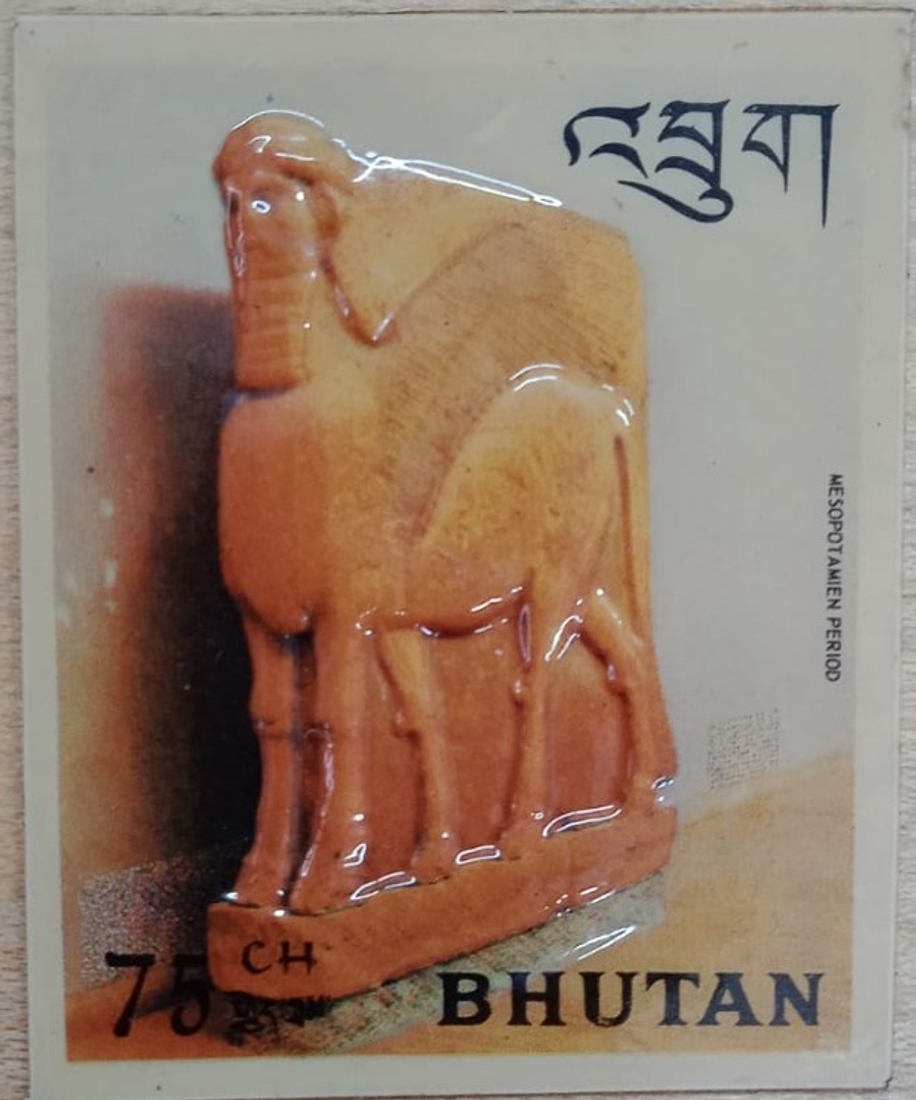 འབྲུག
MESOPOTAMIEN PERIOD
75 CH
BHUTAN